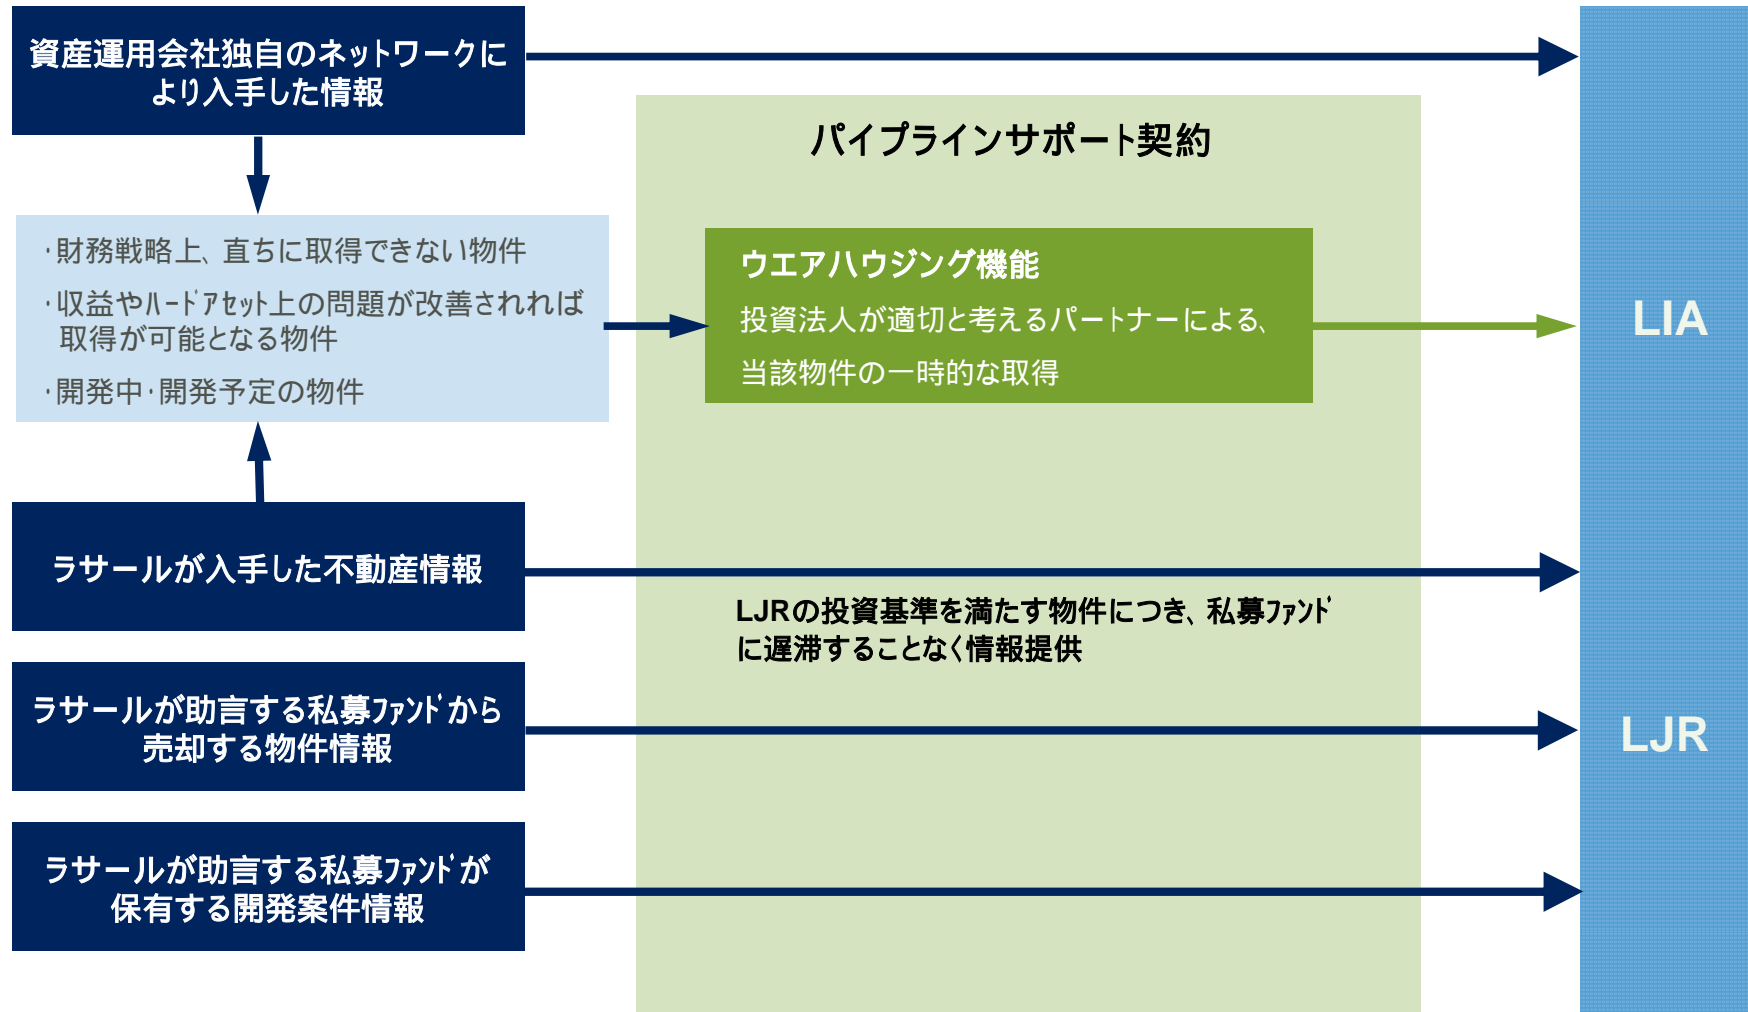 資産運用会社独自のネットワークに
より入手した情報
パイプラインサポート契約
・財務戦略上、直ちに取得できない物件
・収益やﾊｰﾄﾞｱｾｯﾄ上の問題が改善されれば
取得が可能となる物件
・開発中・開発予定の物件
ウエアハウジング機能
投資法人が適切と考えるパートナーによる、
当該物件の一時的な取得
LIA
ラサールが入手した不動産情報
LJRの投資基準を満たす物件につき、私募ﾌｧﾝﾄﾞ
に遅滞することなく情報提供
ラサールが助言する私募ﾌｧﾝﾄﾞから
売却する物件情報
LJR
ラサールが助言する私募ﾌｧﾝﾄﾞが
保有する開発案件情報